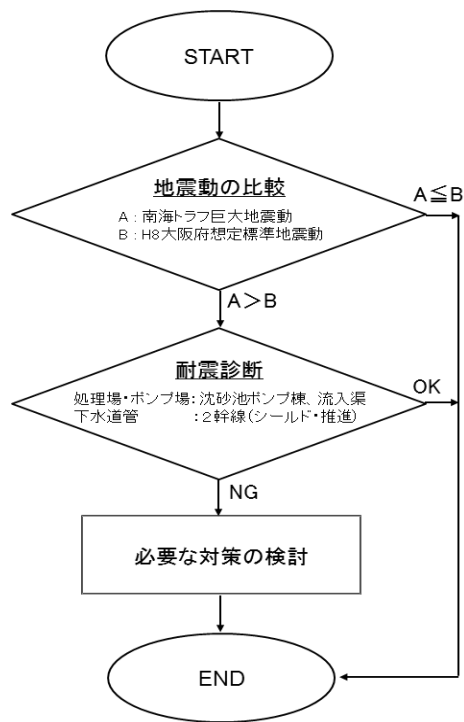 START
地震動の比較
A：南海トラフ巨大地震動
B：H8大阪府想定標準地震動
A≦B
A＞B
耐震診断
処理場・ポンプ場：沈砂池ポンプ棟、流入渠
下水道管　　　　：２幹線（シールド・推進）
OK
NG
必要な対策の検討
END